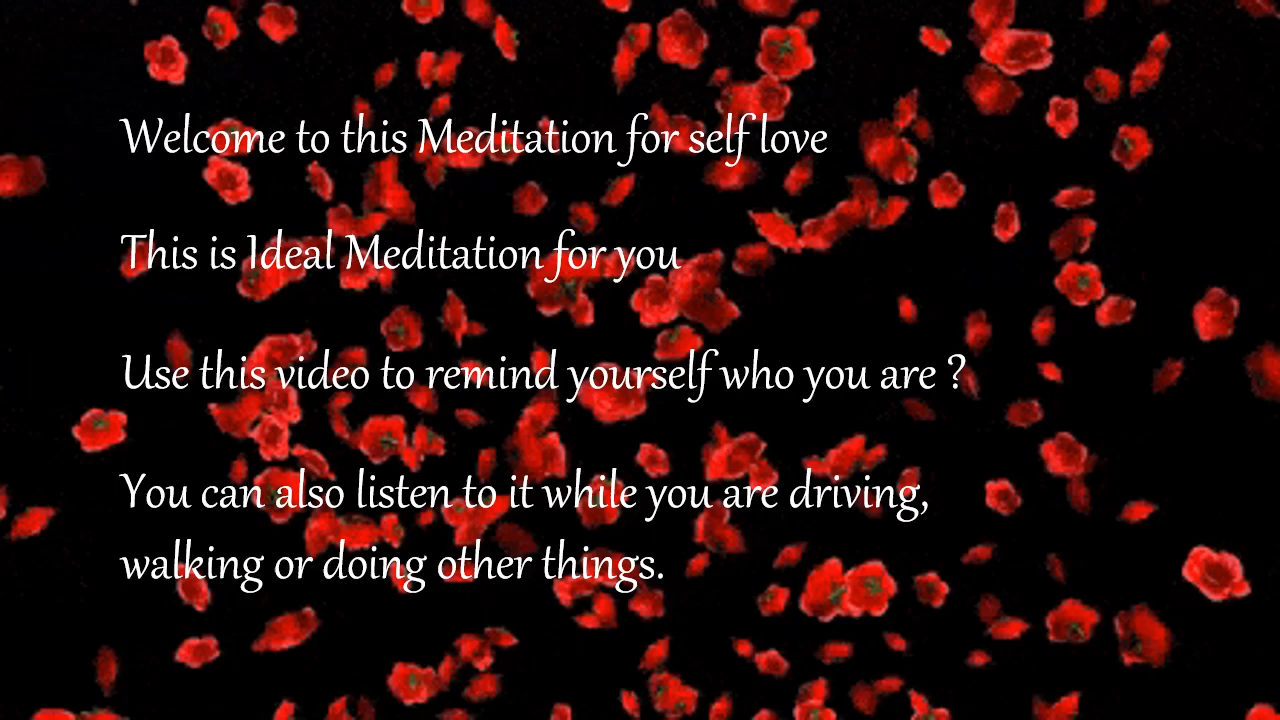 Welcome to this Meditation for self love
This is Ideal Meditation for you
Use this video to remind yourself who you are ?
You can also listen to it while you are driving,
walking or doing other things.